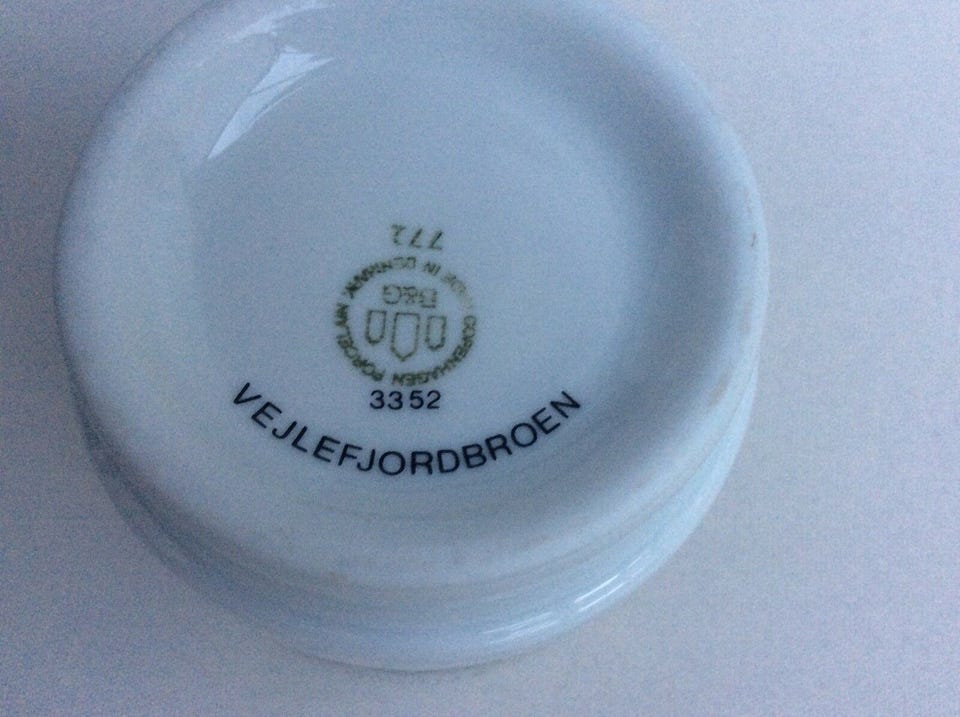 772
MADE IN DENMARK
B&G
COPENHAGEN PORCELAIN
3352
VEJLEFJORDBROEN